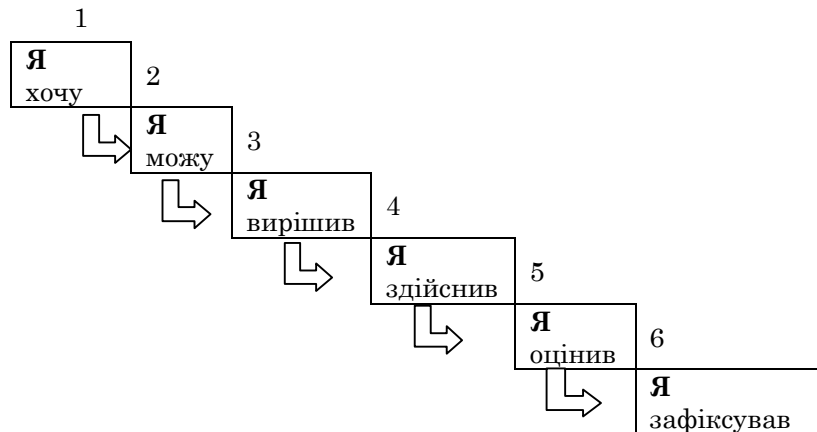 1
Я
хочу
2
Я
можу
3
Я
вирішив
4
Я
здійснив
5
Я
оцінив
6
Я
зафіксував